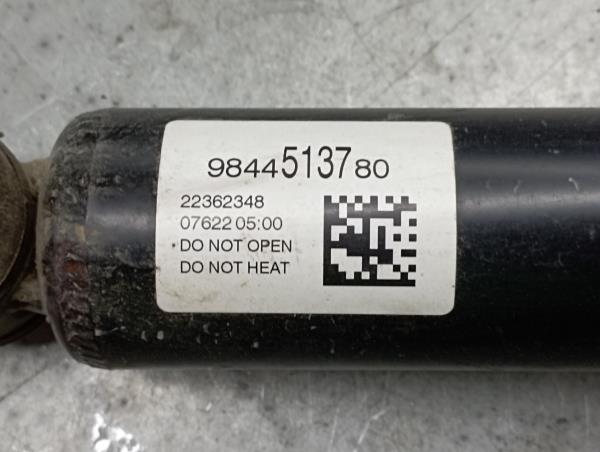 9844513780
22362348
07622 05:00
DO NOT OPEN
DO NOT HEAT